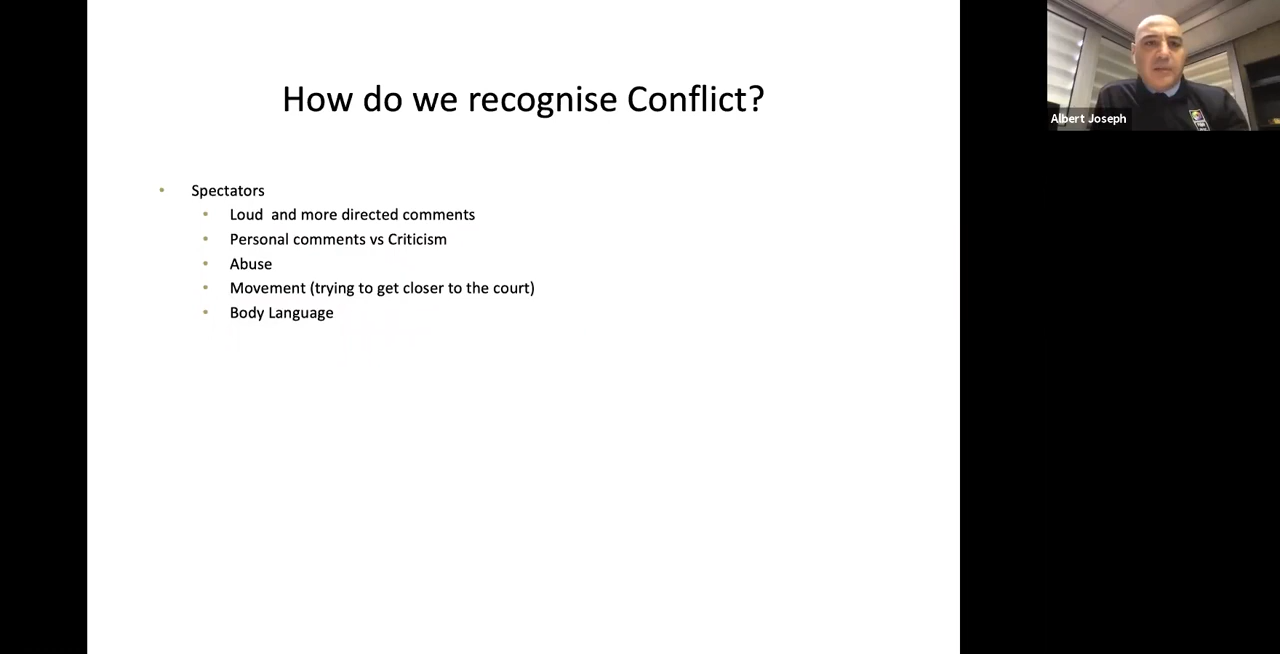 How do we recognise Conflict?
Spectators
Loud and more directed comments
Personal comments vs Criticism
Abuse
Movement (trying to get closer to the court)
Body Language
Albert Joseph